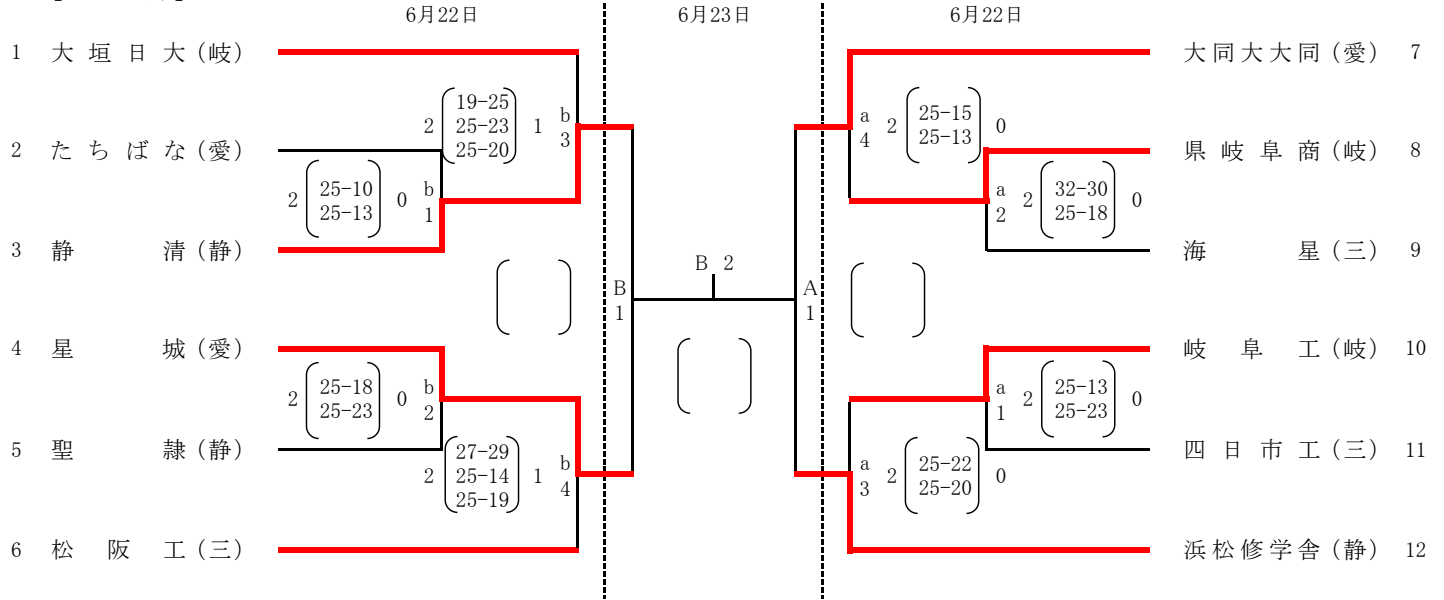 6月22日 6月23日 6月22日
1 大垣日大(岐)
2 たちばな(愛)
3 静清(静)
4 星城(愛)
5 聖隷(静)
6 松阪工(三)
2 19-25 1
25-23
25-20
b
3
2 25-10 0
25-13
b
1
2 25-18 0
25-23
b
2
2 27-29 1
25-14
25-19
b
4
B
1
B 2
A
1
a
4
2 25-15 0
25-13
a
2
2 32-30 0
25-18
a
1
2 25-13 0
25-23
a
3
2 25-22 0
25-20
大同大大同(愛) 7
県岐阜商(岐) 8
海星(三) 9
岐阜工(岐) 10
四日市工(三) 11
浜松修学舎(静) 12